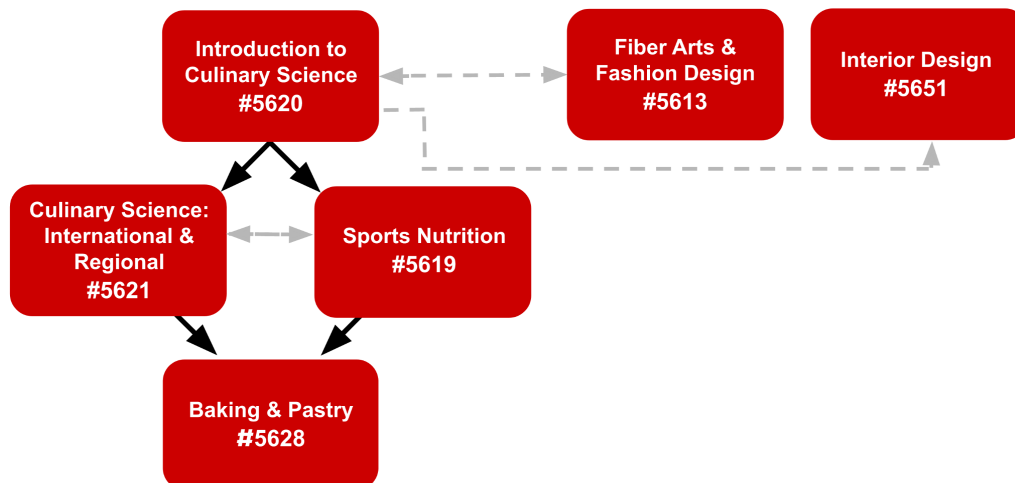 Introduction to
Culinary Science
#5620
Fiber Arts &
Fashion Design
#5613
Interior Design
#5651
Culinary Science:
International &
Regional
#5621
Sports Nutrition
#5619
Baking & Pastry
#5628